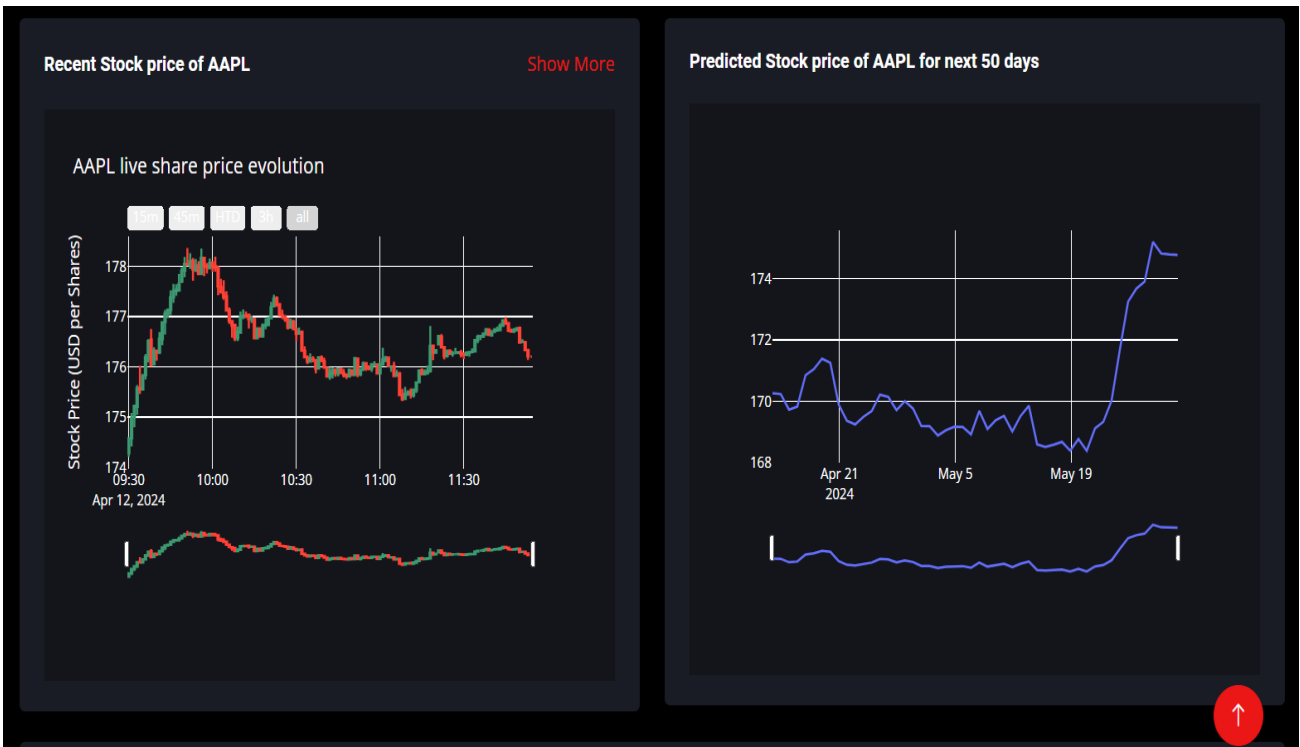 Recent Stock price of AAPL
Show More
AAPL live share price evolution
15m 45m HTD 3h all
Stock Price (USD per Shares)
178
177
176
175
174
09:30 10:00 10:30 11:00 11:30
Apr 12, 2024
Predicted Stock price of AAPL for next 50 days
174
172
170
168
Apr 21 May 5 May 19
2024